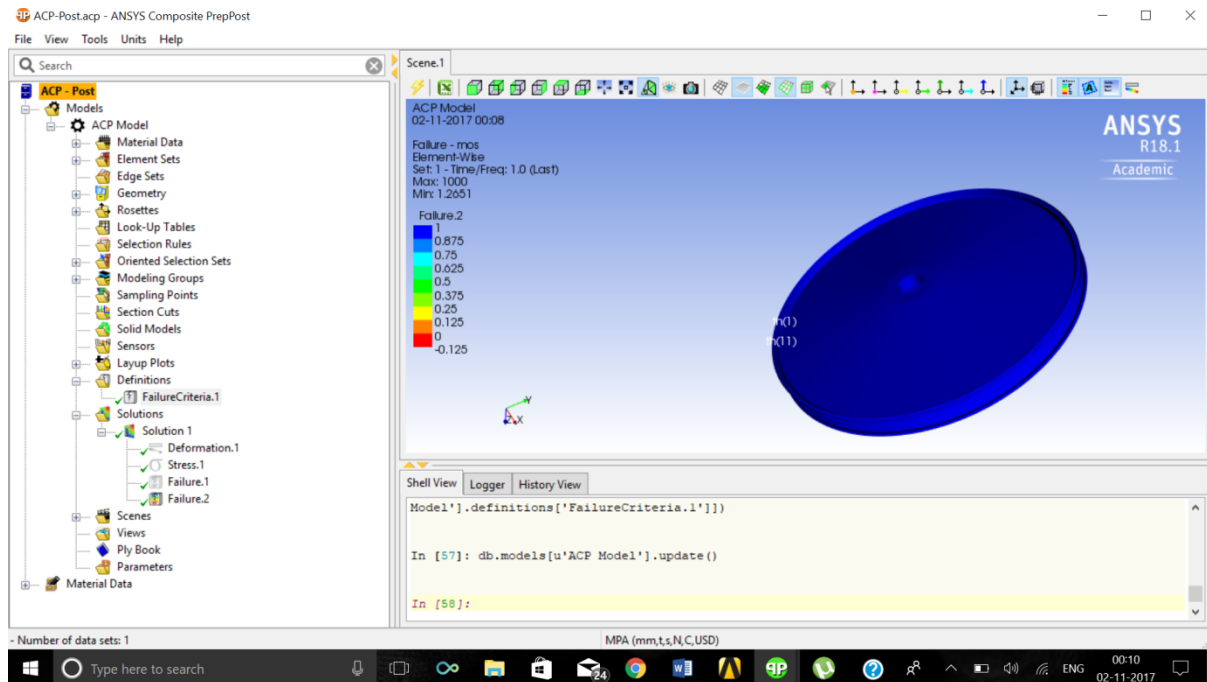 ACP-Post.acp - ANSYS Composite PrepPost
File View Tools Units Help
Search
ACP - Post
Models
ACP Model
Material Data
Element Sets
Edge Sets
Geometry
Rosettes
Look-Up Tables
Selection Rules
Oriented Selection Sets
Modeling Groups
Sampling Points
Section Cuts
Solid Models
Sensors
Layup Plots
Definitions
FailureCriteria.1
Solutions
Solution 1
Deformation.1
Stress.1
Failure.1
Failure.2
Scenes
Views
Ply Book
Parameters
Material Data
Scene.1
ACP Model
02-11-2017 00:08
Failure - mos
Element-Wise
Set: 1 - Time/Freq: 1.0 (Last)
Max: 1000
Min: 1.2651
Failure.2
1
0.875
0.75
0.625
0.5
0.375
0.25
0.125
0
-0.125
ANSYS
R18.1
Academic
th(1)
th(11)
Y
Z X
Shell View Logger History View
Model'].definitions['FailureCriteria.1']])
In [57]: db.models[u'ACP Model'].update()
In [58]:
- Number of data sets: 1
MPA (mm,t,s,N,C,USD)
Type here to search
24
ENG
00:10
02-11-2017